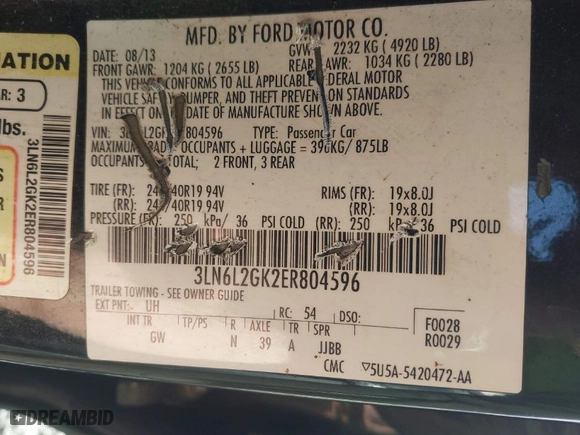 MFD. BY FORD MOTOR CO.
DATE: 08/13
GVWR: 2232 KG ( 4920 LB)
FRONT GAWR: 1204 KG ( 2655 LB)
REAR GAWR: 1034 KG ( 2280 LB)
THIS VEHICLE CONFORMS TO ALL APPLICABLE FEDERAL MOTOR
VEHICLE SAFETY, BUMPER, AND THEFT PREVENTION STANDARDS
IN EFFECT ON THE DATE OF MANUFACTURE SHOWN ABOVE.
VIN: 3LN6L2GK2ER804596 TYPE: Passenger Car
MAXIMUM LOAD OCCUPANTS + LUGGAGE = 396KG/ 875LB
OCCUPANTS: TOTAL; 2 FRONT, 3 REAR
TIRE (FR): 40R19 94V RIMS (FR): 19x8.0J
(RR): 40R19 94V (RR): 19x8.0J
PRESSURE (FR): 250 kPa/ 36 PSI COLD (RR): 250 kPa/ 36 PSI COLD
3LN6L2GK2ER804596
TRAILER TOWING - SEE OWNER GUIDE
EXT PNT: UH RC: 54 DSO:
INT TR TP/PS R AXLE TR SPR
GW N 39 A JJBB
F0028
R0029
CMC 5U5A-5420472-AA
AR: 3
lbs.
3LN6L2GK2ER804596
DREAMBID